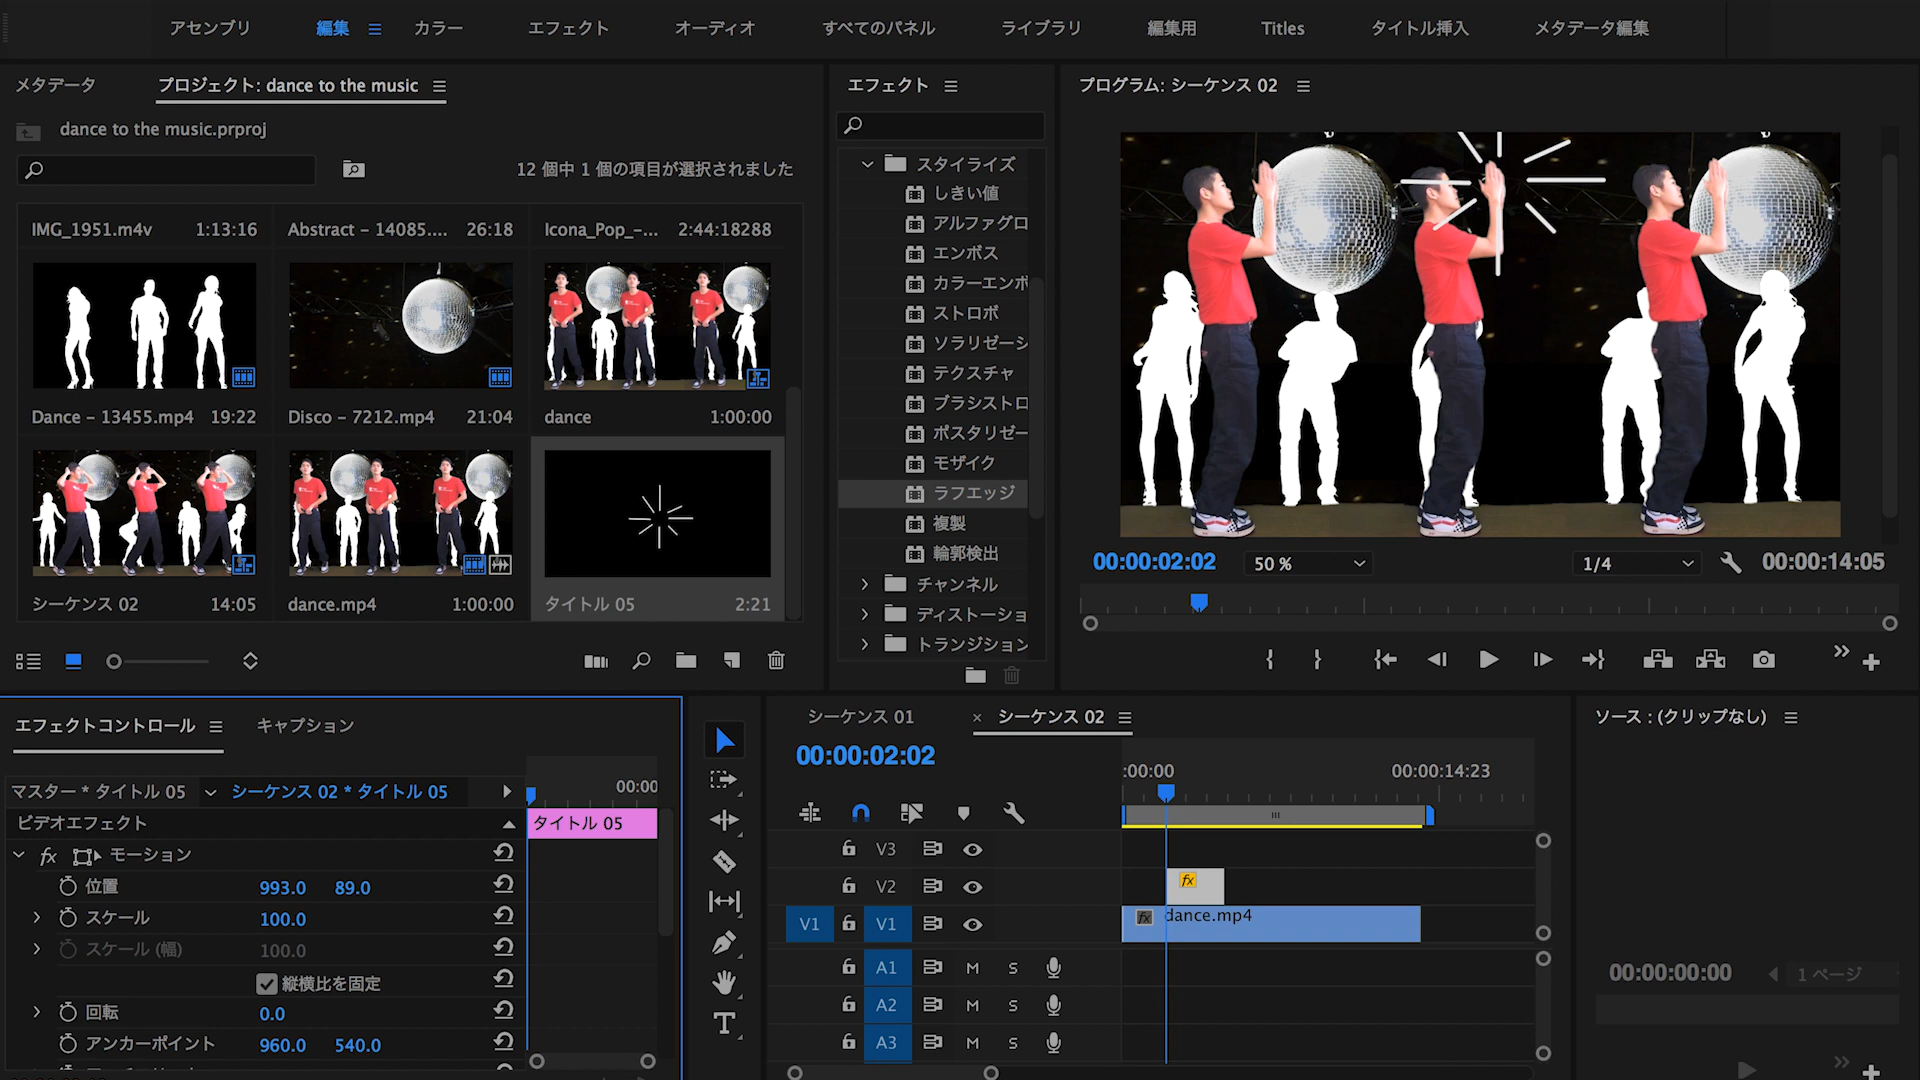 アセンブリ 編集 カラー エフェクト オーディオ すべてのパネル ライブラリ 編集用 Titles タイトル挿入 メタデータ編集
メタデータ プロジェクト: dance to the music
dance to the music.prproj
12 個中 1 個の項目が選択されました
IMG_1951.m4v 1:13:16 Abstract – 14085.... 26:18 Icona_Pop_–... 2:44:18288
Dance – 13455.mp4 19:22 Disco – 7212.mp4 21:04 dance 1:00:00
シーケンス 02 14:05 dance.mp4 1:00:00 タイトル 05 2:21
エフェクト
スタイライズ
しきい値
アルファグロ
エンボス
カラーエンボ
ストロボ
ソラリゼーシ
テクスチャ
ブラシストロ
ポスタリゼー
モザイク
ラフエッジ
複製
輪郭検出
チャンネル
ディストーショ
トランジション
プログラム: シーケンス 02
00:00:02:02 50 % 1/4 00:00:14:05
エフェクトコントロール キャプション
マスター * タイトル 05 シーケンス 02 * タイトル 05 00:00
ビデオエフェクト タイトル 05
fx モーション
位置 993.0 89.0
スケール 100.0
スケール (幅) 100.0
縦横比を固定
回転 0.0
アンカーポイント 960.0 540.0
シーケンス 01 × シーケンス 02
00:00:02:02
:00:00 00:00:14:23
V3
V2 fx
V1 V1 fx dance.mp4
A1 M S
A2 M S
A3 M S
ソース : (クリップなし)
00:00:00:00 1 ページ